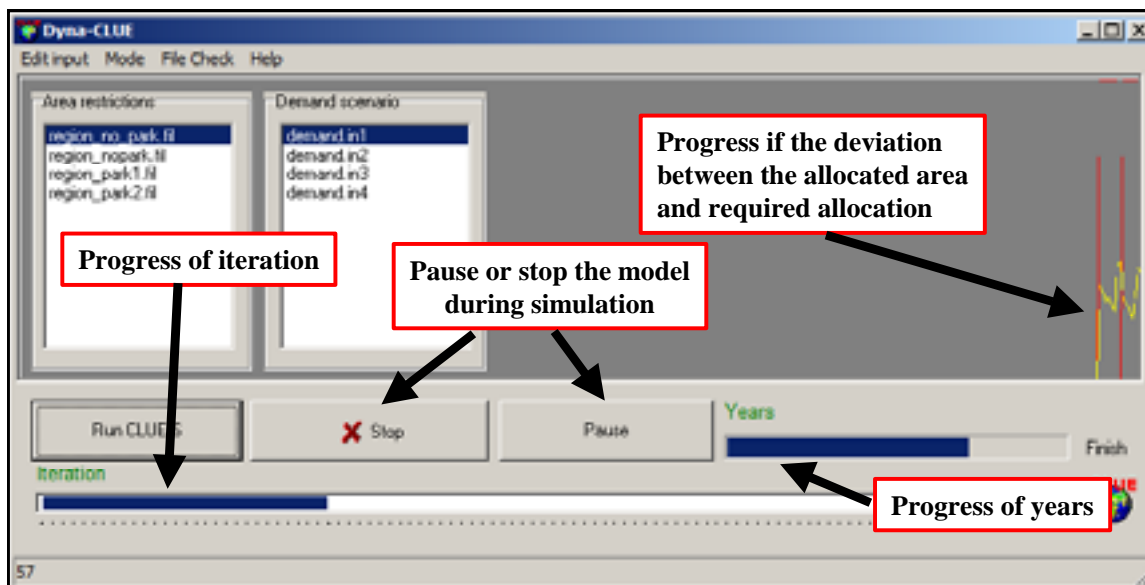 Dyna-CLUE
Edit input Mode File Check Help
Area restrictions
region_no_park.fil
region_nopark.fil
region_park1.fil
region_park2.fil
Demand scenario
demand.in1
demand.in2
demand.in3
demand.in4
Progress if the deviation
between the allocated area
and required allocation
Progress of iteration
Pause or stop the model
during simulation
Run CLUE
Stop
Pause
Years
Finish
Iteration
Progress of years
57